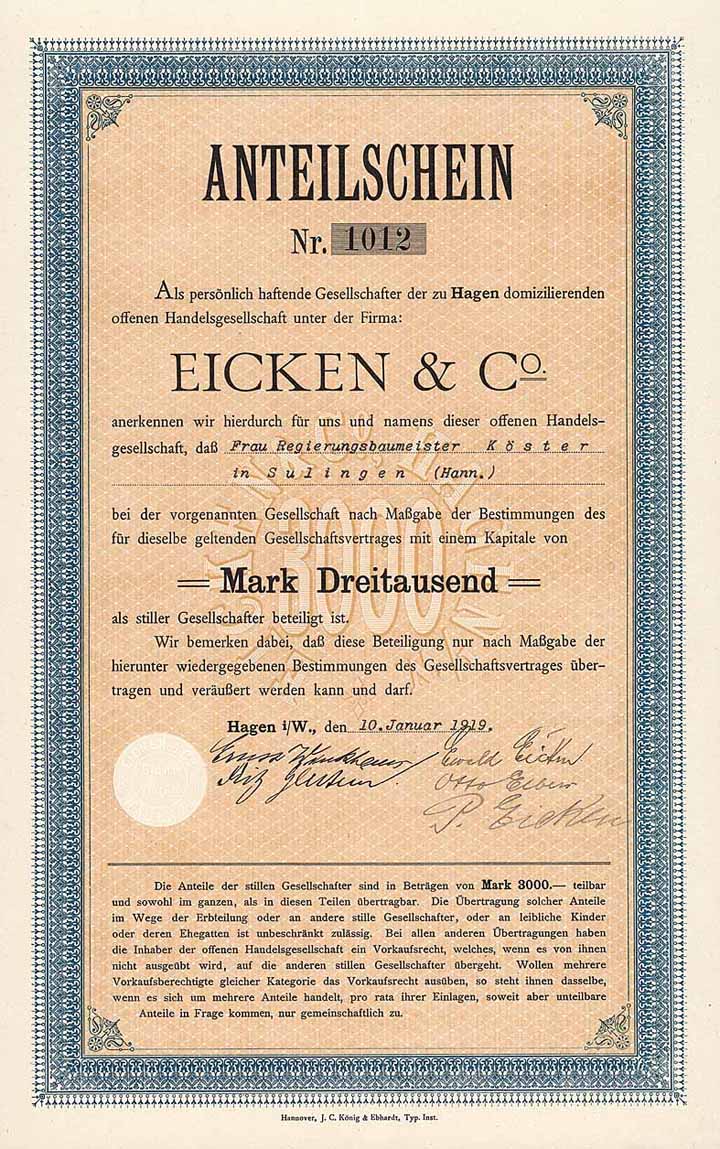 ANTEILSCHEIN
Nr. 1012
Als persönlich haftende Gesellschafter der zu Hagen domizilierenden
offenen Handelsgesellschaft unter der Firma:
EICKEN & Co.
anerkennen wir hierdurch für uns und namens dieser offenen Handels-
gesellschaft, daß Frau Regierungsbaumeister Köster
in Sulingen (Hann.)
bei der vorgenannten Gesellschaft nach Maßgabe der Bestimmungen des
für dieselbe geltenden Gesellschaftsvertrages mit einem Kapitale von
3000
= Mark Dreitausend =
als stiller Gesellschafter beteiligt ist.
Wir bemerken dabei, daß diese Beteiligung nur nach Maßgabe der
hierunter wiedergegebenen Bestimmungen des Gesellschaftsvertrages über-
tragen und veräußert werden kann und darf.
Hagen i/W., den 10. Januar 1919.
Ewald Eicken
Fritz
Otto
P. Eicken
Die Anteile der stillen Gesellschafter sind in Beträgen von Mark 3000.— teilbar
und sowohl im ganzen, als in diesen Teilen übertragbar. Die Übertragung solcher Anteile
im Wege der Erbteilung oder an andere stille Gesellschafter, oder an leibliche Kinder
oder deren Ehegatten ist unbeschränkt zulässig. Bei allen anderen Übertragungen haben
die Inhaber der offenen Handelsgesellschaft ein Vorkaufsrecht, welches, wenn es von ihnen
nicht ausgeübt wird, auf die anderen stillen Gesellschafter übergeht. Wollen mehrere
Vorkaufsberechtigte gleicher Kategorie das Vorkaufsrecht ausüben, so steht ihnen dasselbe,
wenn es sich um mehrere Anteile handelt, pro rata ihrer Einlagen, soweit aber unteilbare
Anteile in Frage kommen, nur gemeinschaftlich zu.
Hannover, J. C. König & Ebhardt, Typ. Inst.